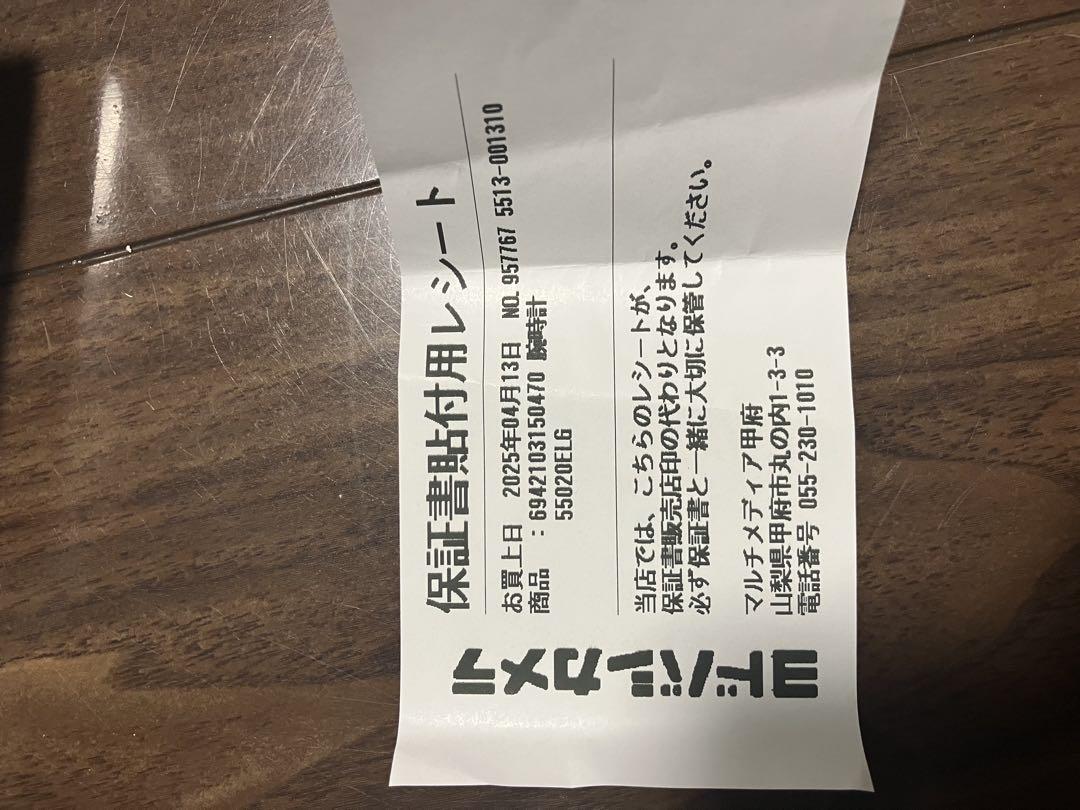 保証書貼付用レシート
お買上日 2025年04月13日 NO.957767 5513-001310
商品 :6942103150470 腕時計
55020ELG
当店では、こちらのレシートが、
保証書販売店印の代わりとなります。
必ず保証書と一緒に大切に保管してください。
マルチメディア甲府
山梨県甲府市丸の内1-3-3
電話番号 055-230-1010
ヨドバシカメラ